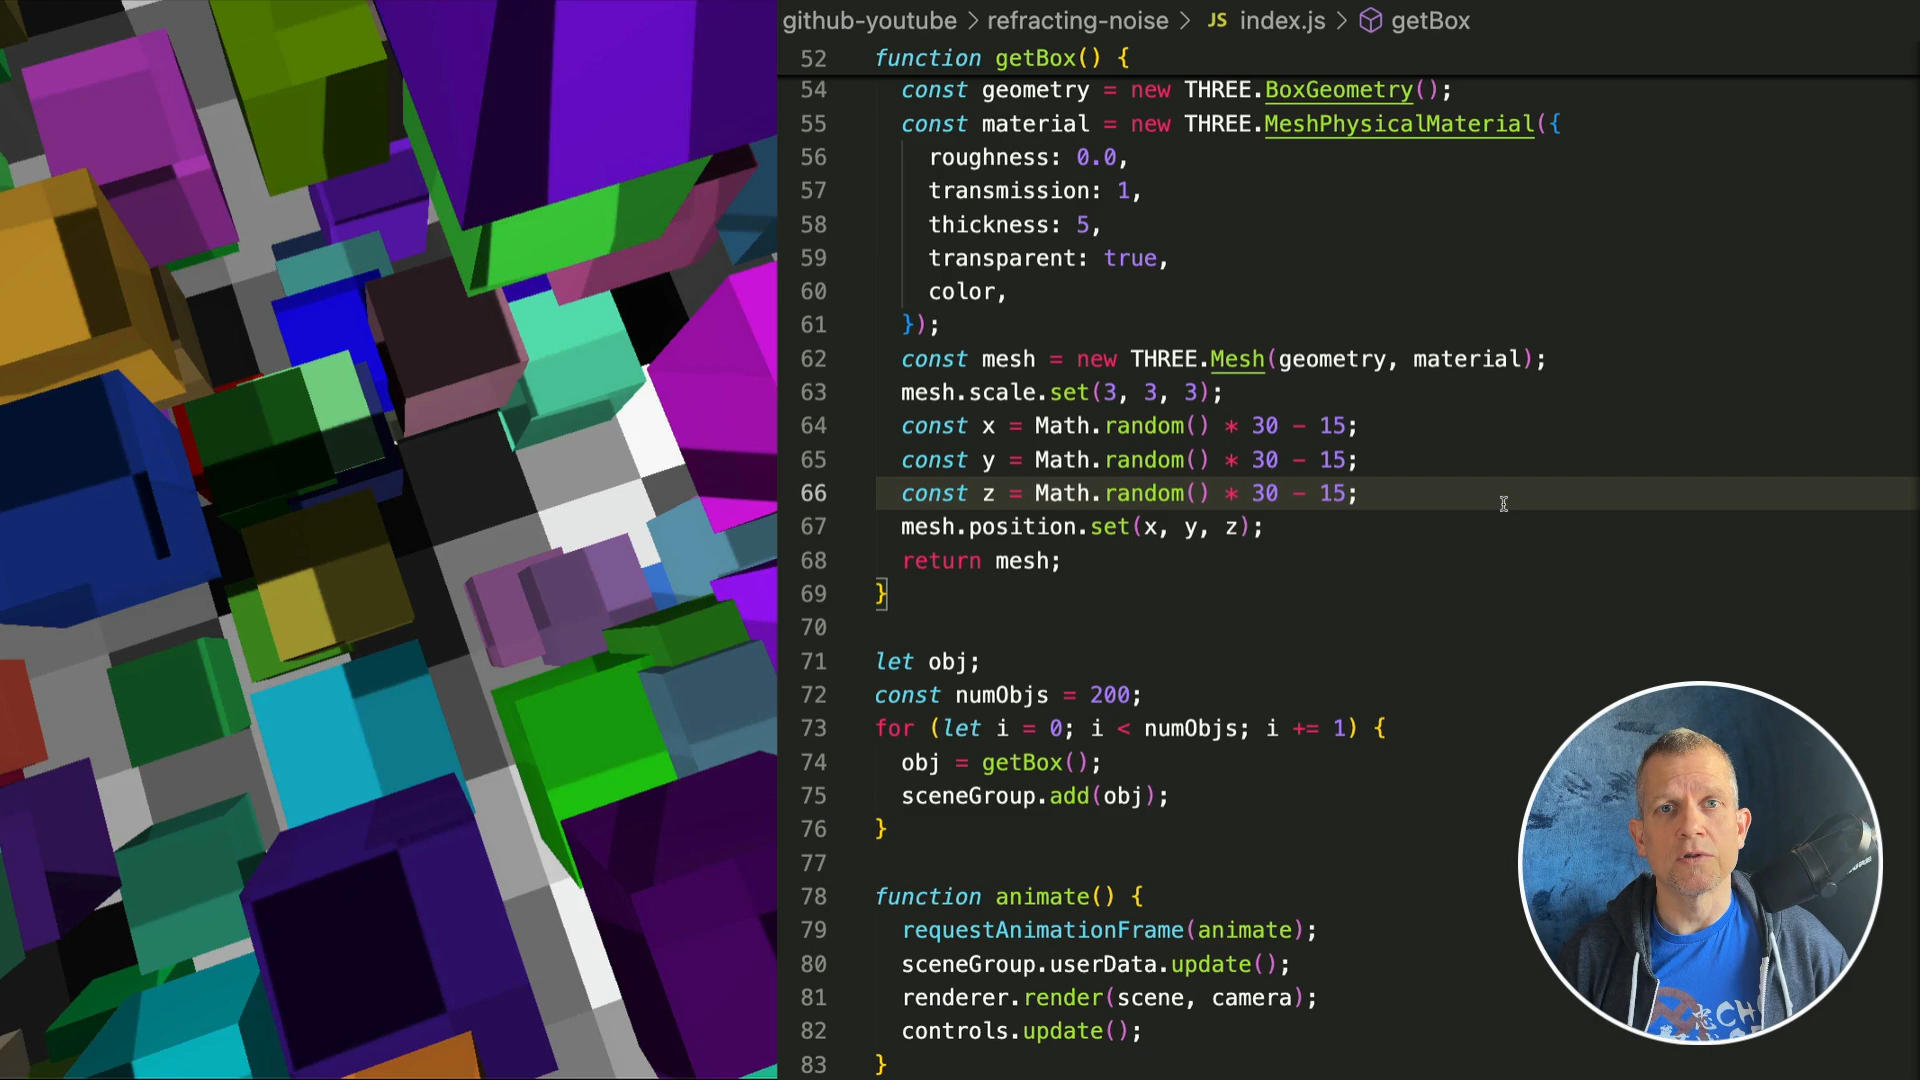 github-youtube > refracting-noise > JS index.js > getBox
52 function getBox() {
54 const geometry = new THREE.BoxGeometry();
55 const material = new THREE.MeshPhysicalMaterial({
56 roughness: 0.0,
57 transmission: 1,
58 thickness: 5,
59 transparent: true,
60 color,
61 });
62 const mesh = new THREE.Mesh(geometry, material);
63 mesh.scale.set(3, 3, 3);
64 const x = Math.random() * 30 - 15;
65 const y = Math.random() * 30 - 15;
66 const z = Math.random() * 30 - 15;
67 mesh.position.set(x, y, z);
68 return mesh;
69 }
70
71 let obj;
72 const numObjs = 200;
73 for (let i = 0; i < numObjs; i += 1) {
74 obj = getBox();
75 sceneGroup.add(obj);
76 }
77
78 function animate() {
79 requestAnimationFrame(animate);
80 sceneGroup.userData.update();
81 renderer.render(scene, camera);
82 controls.update();
83 }